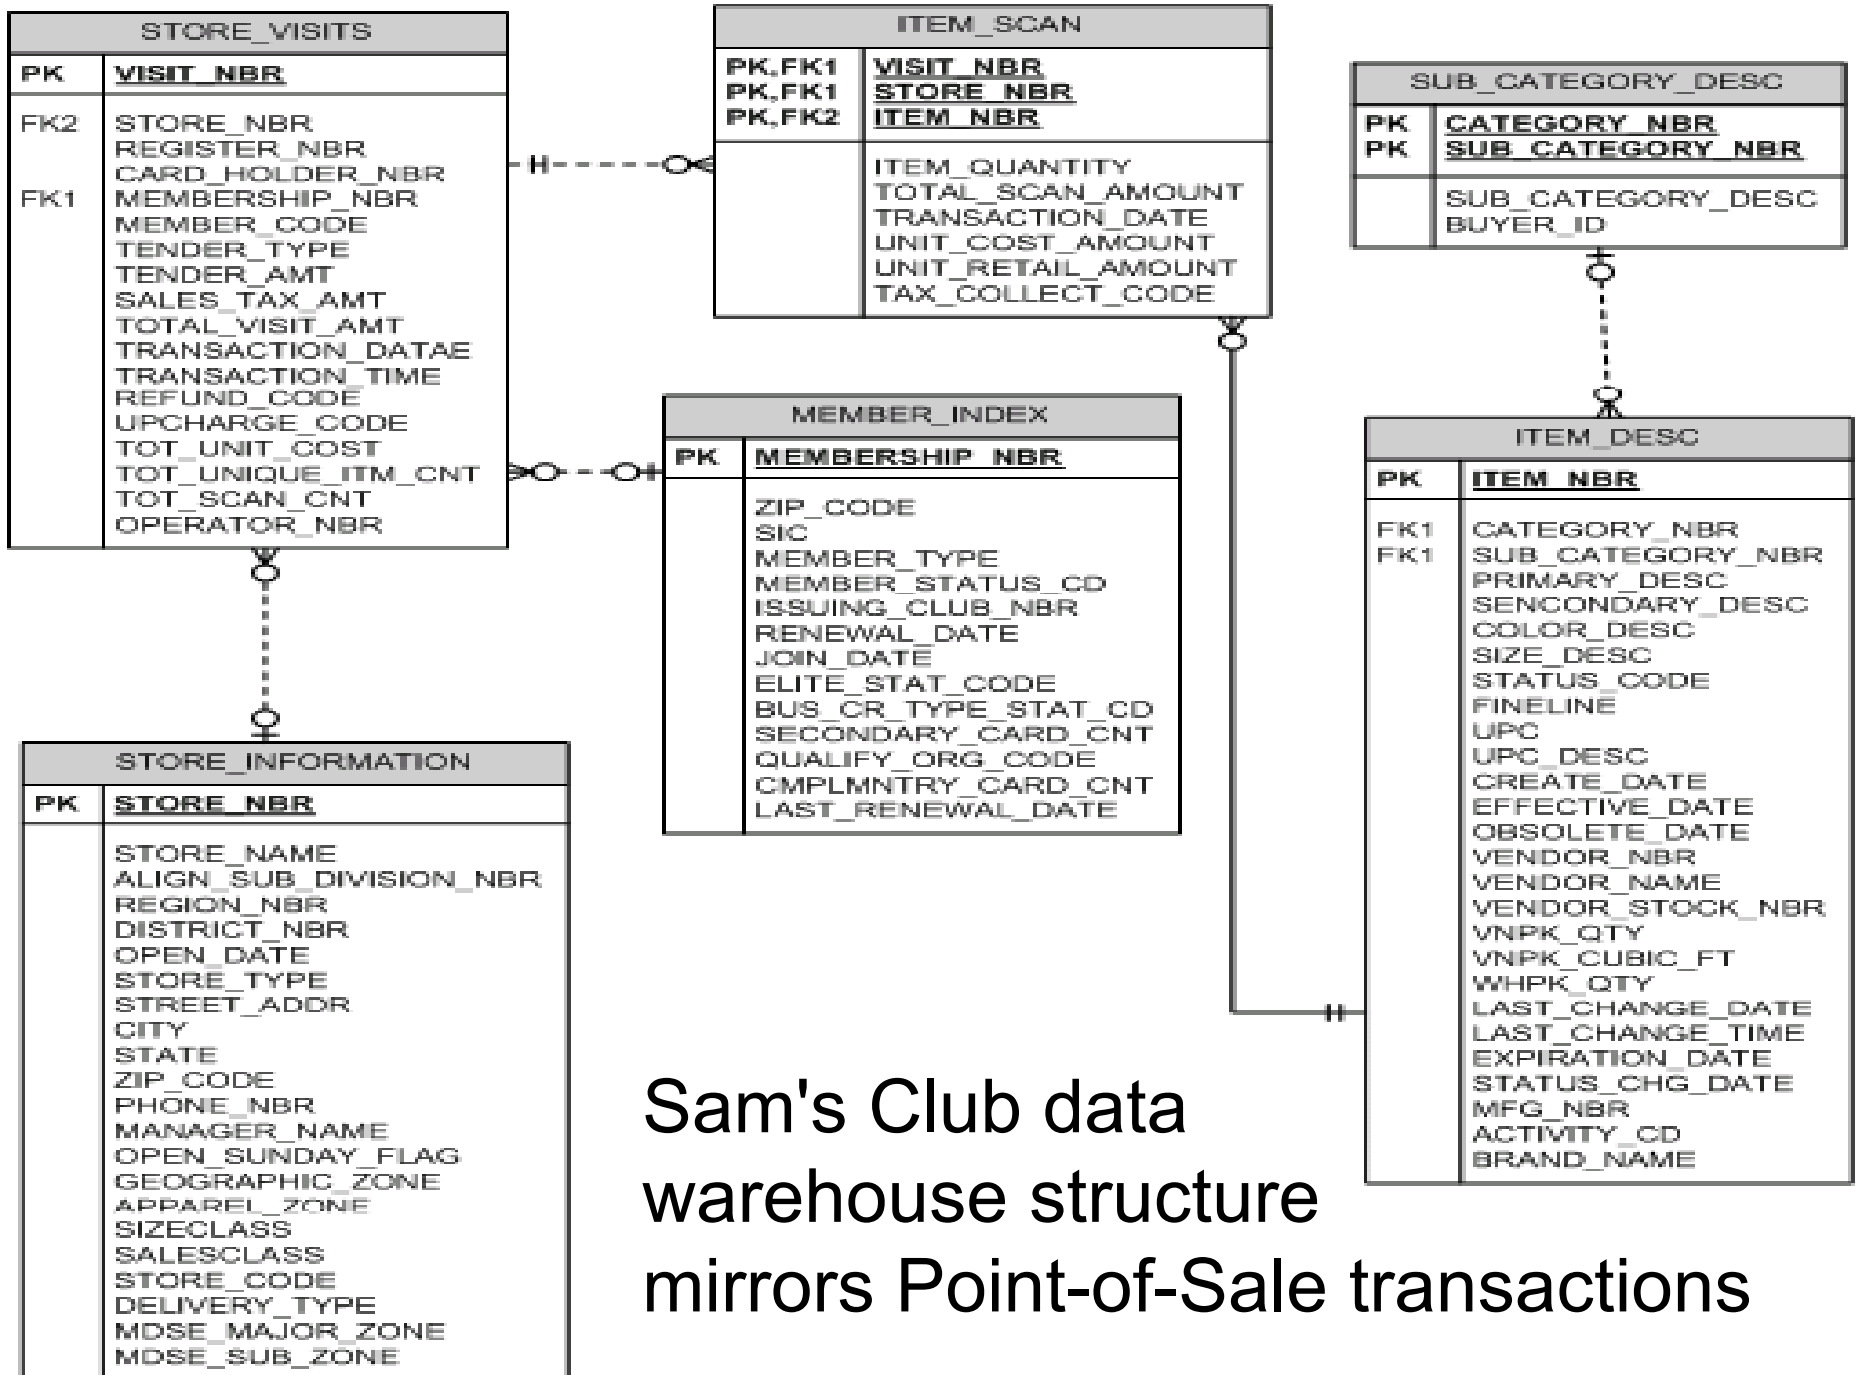 STORE_VISITS
PK VISIT_NBR
FK2 STORE_NBR
REGISTER_NBR
CARD_HOLDER_NBR
FK1 MEMBERSHIP_NBR
MEMBER_CODE
TENDER_TYPE
TENDER_AMT
SALES_TAX_AMT
TOTAL_VISIT_AMT
TRANSACTION_DATAE
TRANSACTION_TIME
REFUND_CODE
UPCHARGE_CODE
TOT_UNIT_COST
TOT_UNIQUE_ITM_CNT
TOT_SCAN_CNT
OPERATOR_NBR
ITEM_SCAN
PK,FK1 VISIT_NBR
PK,FK1 STORE_NBR
PK,FK2 ITEM_NBR
ITEM_QUANTITY
TOTAL_SCAN_AMOUNT
TRANSACTION_DATE
UNIT_COST_AMOUNT
UNIT_RETAIL_AMOUNT
TAX_COLLECT_CODE
SUB_CATEGORY_DESC
PK CATEGORY_NBR
PK SUB_CATEGORY_NBR
SUB_CATEGORY_DESC
BUYER_ID
MEMBER_INDEX
PK MEMBERSHIP_NBR
ZIP_CODE
SIC
MEMBER_TYPE
MEMBER_STATUS_CD
ISSUING_CLUB_NBR
RENEWAL_DATE
JOIN_DATE
ELITE_STAT_CODE
BUS_CR_TYPE_STAT_CD
SECONDARY_CARD_CNT
QUALIFY_ORG_CODE
CMPLMNTRY_CARD_CNT
LAST_RENEWAL_DATE
ITEM_DESC
PK ITEM_NBR
FK1 CATEGORY_NBR
FK1 SUB_CATEGORY_NBR
PRIMARY_DESC
SENCONDARY_DESC
COLOR_DESC
SIZE_DESC
STATUS_CODE
FINELINE
UPC
UPC_DESC
CREATE_DATE
EFFECTIVE_DATE
OBSOLETE_DATE
VENDOR_NBR
VENDOR_NAME
VENDOR_STOCK_NBR
VNPK_QTY
VNPK_CUBIC_FT
WHPK_QTY
LAST_CHANGE_DATE
LAST_CHANGE_TIME
EXPIRATION_DATE
STATUS_CHG_DATE
MFG_NBR
ACTIVITY_CD
BRAND_NAME
STORE_INFORMATION
PK STORE_NBR
STORE_NAME
ALIGN_SUB_DIVISION_NBR
REGION_NBR
DISTRICT_NBR
OPEN_DATE
STORE_TYPE
STREET_ADDR
CITY
STATE
ZIP_CODE
PHONE_NBR
MANAGER_NAME
OPEN_SUNDAY_FLAG
GEOGRAPHIC_ZONE
APPAREL_ZONE
SIZECLASS
SALESCLASS
STORE_CODE
DELIVERY_TYPE
MDSE_MAJOR_ZONE
MDSE_SUB_ZONE
Sam's Club data
warehouse structure
mirrors Point-of-Sale transactions